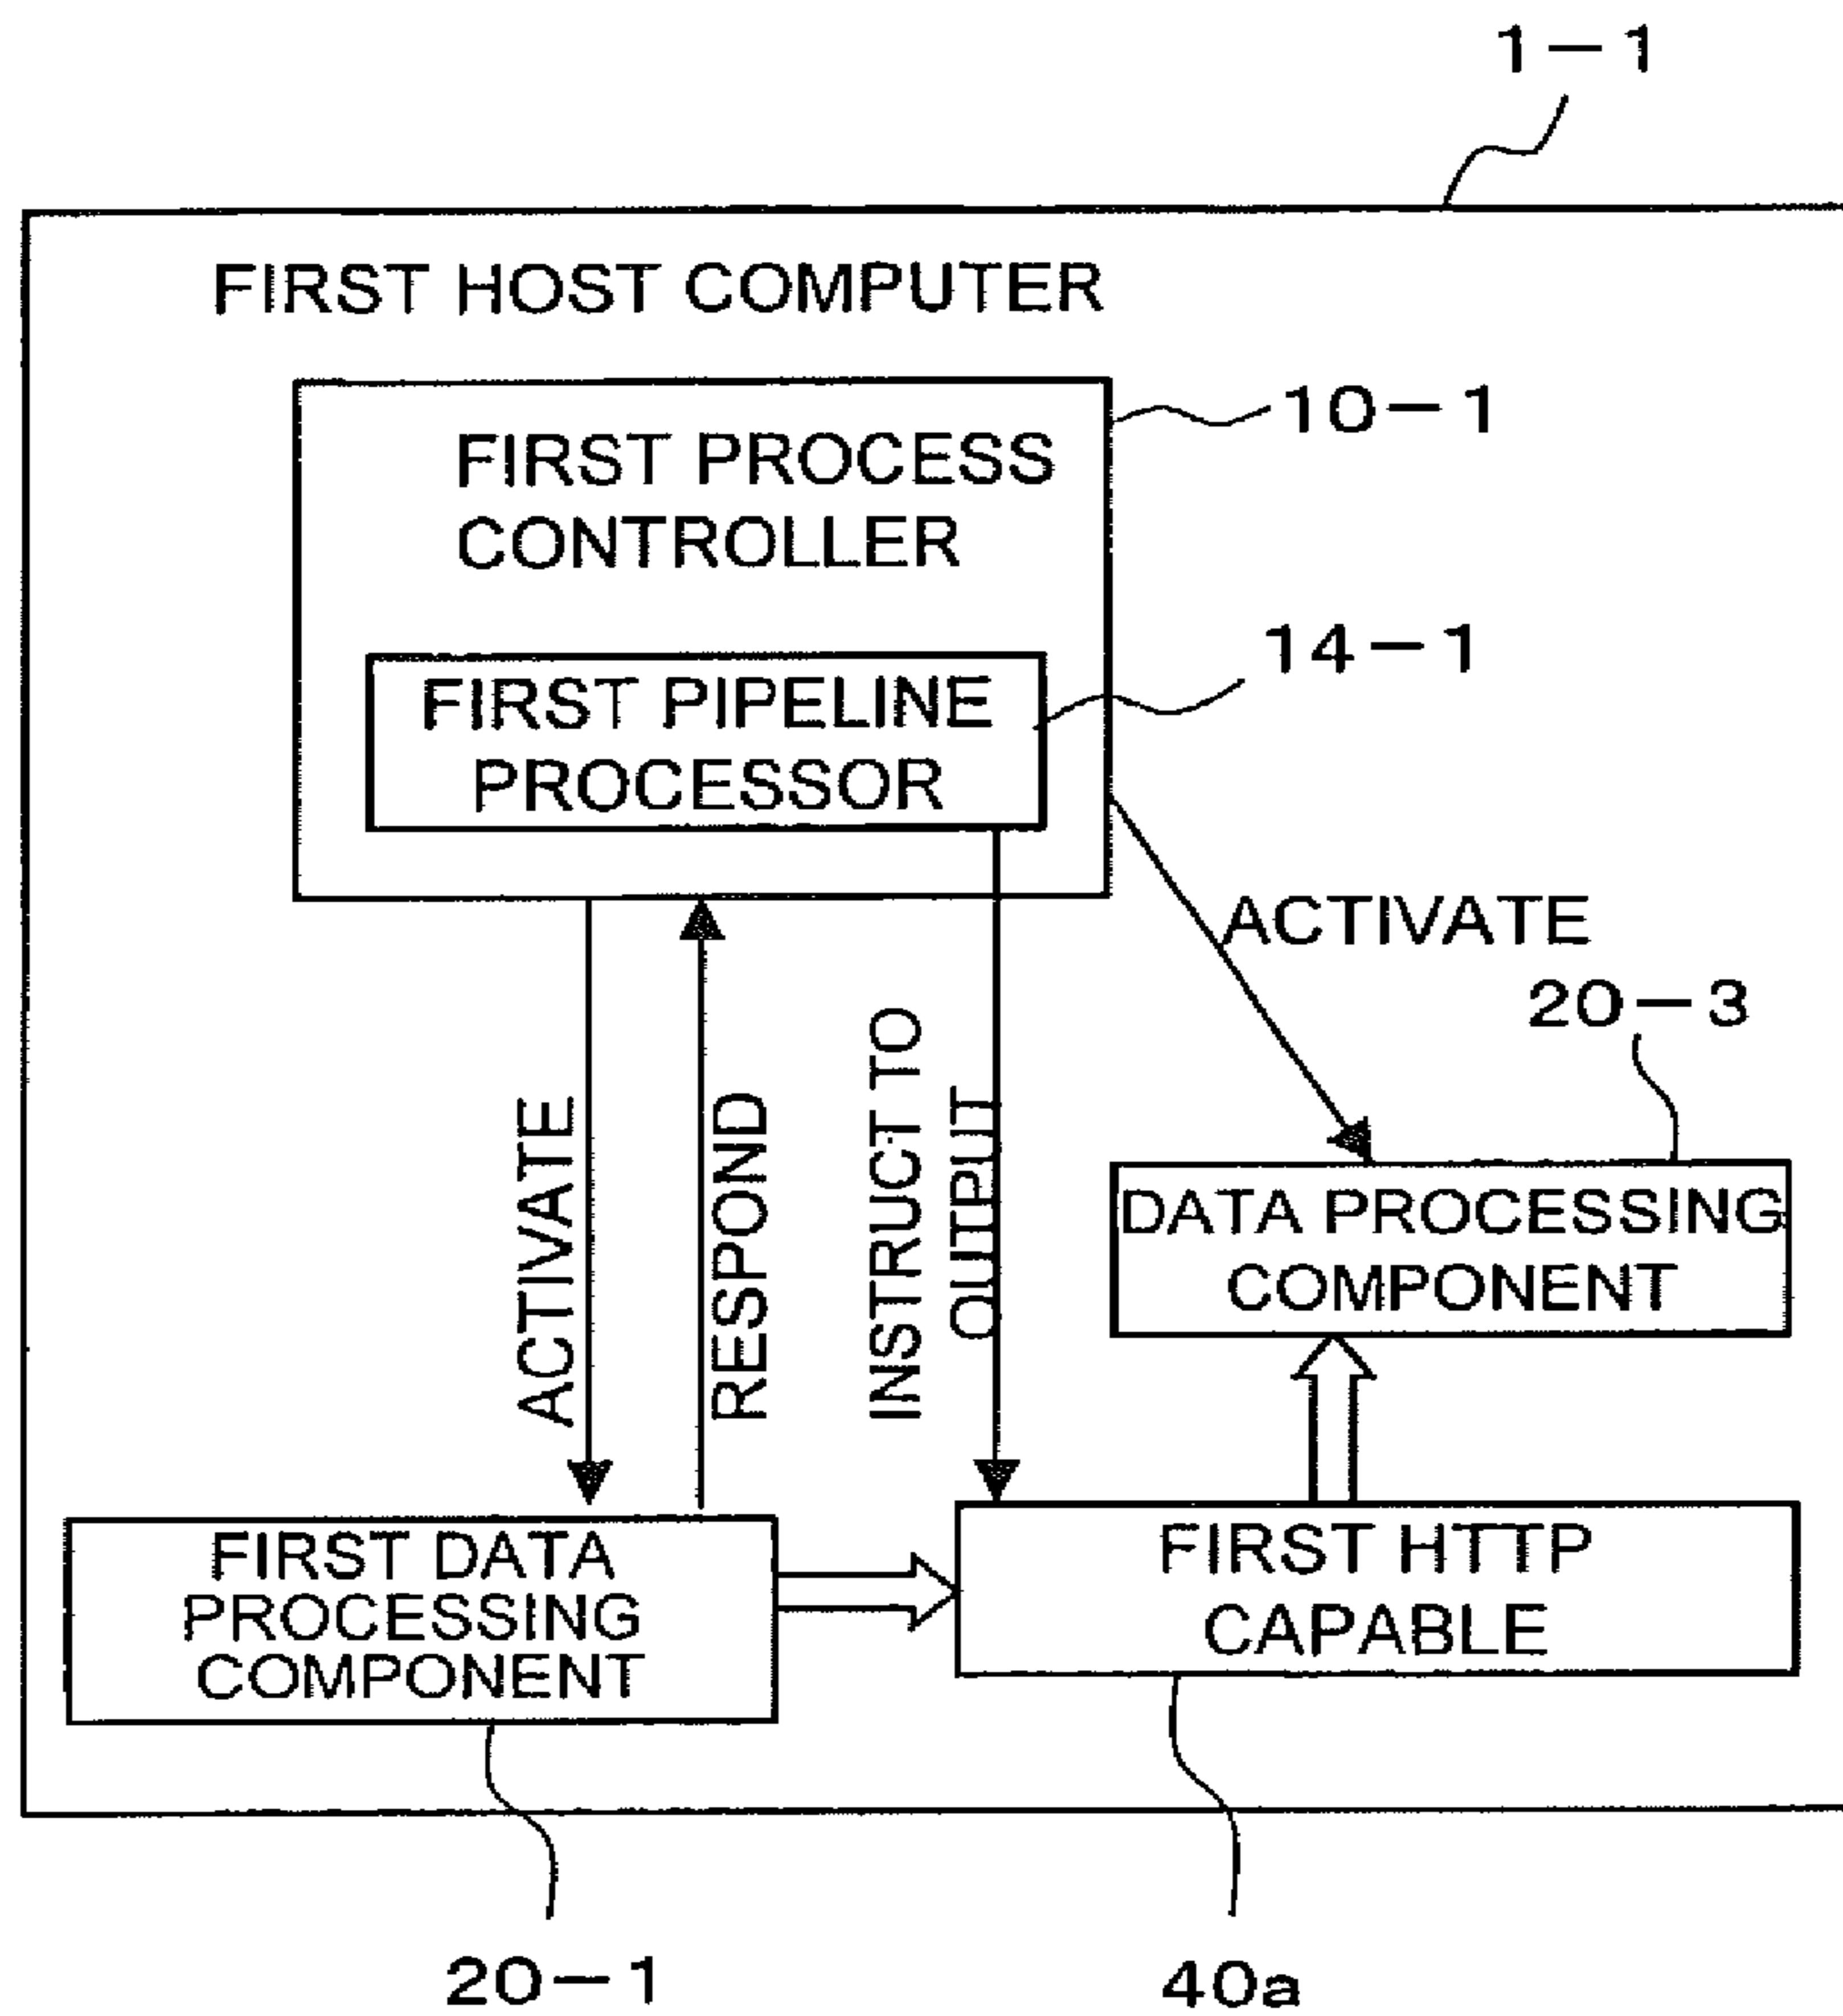 1-1
FIRST HOST COMPUTER
10-1
FIRST PROCESS
CONTROLLER
14-1
FIRST PIPELINE
PROCESSOR
ACTIVATE
20-3
ACTIVATE
RESPOND
INSTRUCT TO
OUTPUT
DATA PROCESSING
COMPONENT
FIRST DATA
PROCESSING
COMPONENT
FIRST HTTP
CAPABLE
20-1
40a